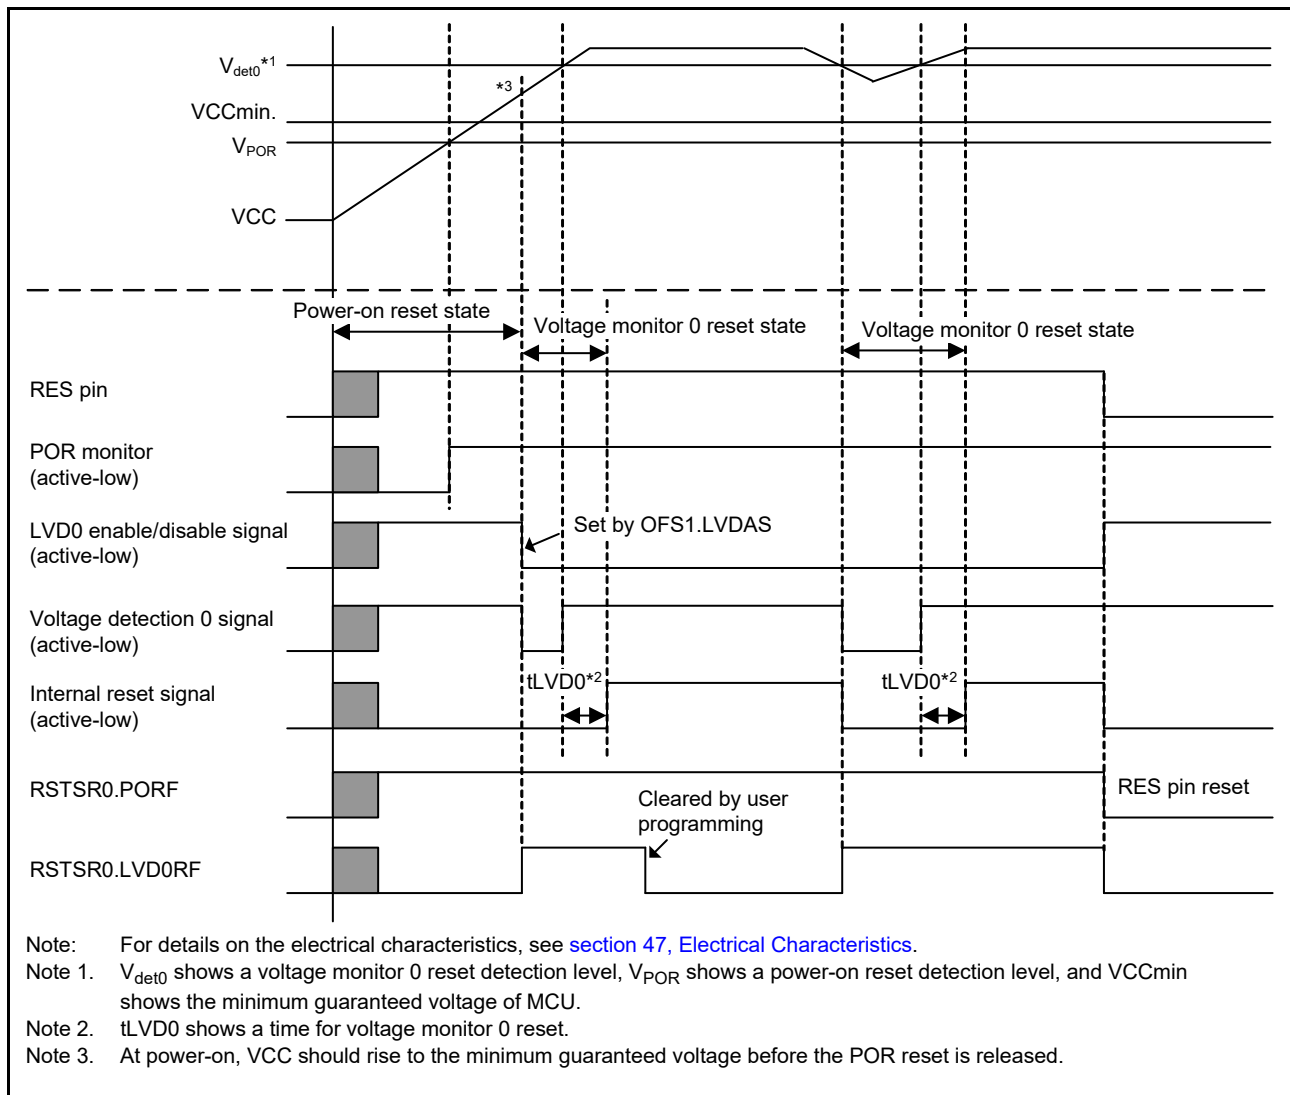 Vdet0*1
*3
VCCmin.
VPOR
VCC
Power-on reset state
Voltage monitor 0 reset state
Voltage monitor 0 reset state
RES pin
POR monitor
(active-low)
LVD0 enable/disable signal
(active-low)
Set by OFS1.LVDAS
Voltage detection 0 signal
(active-low)
Internal reset signal
(active-low)
tLVD0*2
tLVD0*2
RSTSR0.PORF
RES pin reset
Cleared by user
programming
RSTSR0.LVD0RF
Note: For details on the electrical characteristics, see section 47, Electrical Characteristics.
Note 1. Vdet0 shows a voltage monitor 0 reset detection level, VPOR shows a power-on reset detection level, and VCCmin
shows the minimum guaranteed voltage of MCU.
Note 2. tLVD0 shows a time for voltage monitor 0 reset.
Note 3. At power-on, VCC should rise to the minimum guaranteed voltage before the POR reset is released.